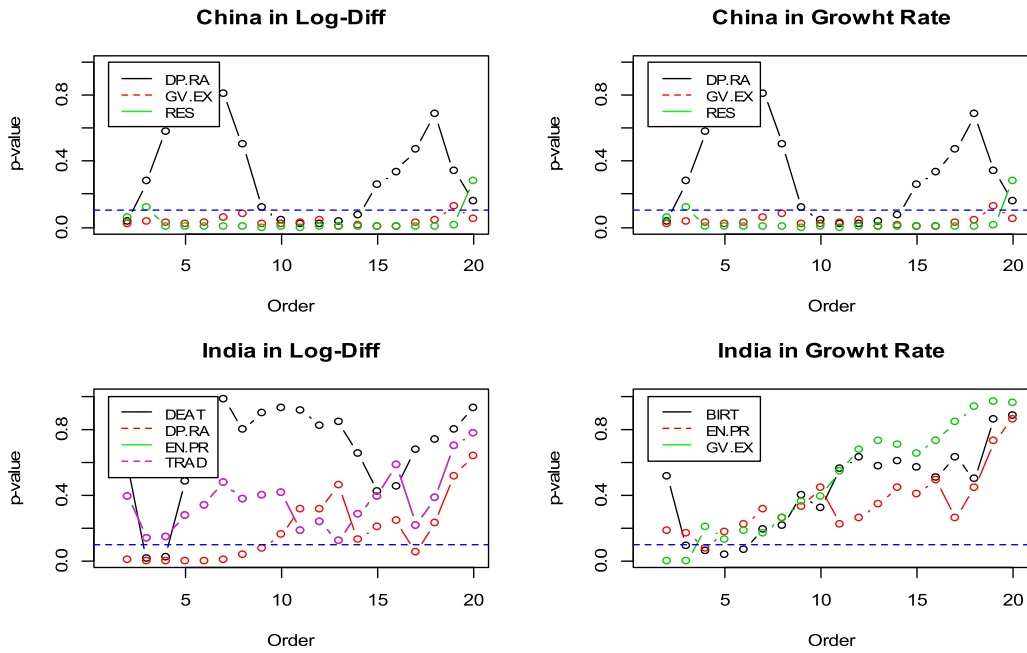 China in Log-Diff
p-value
0.0 0.4 0.8
DP.RA
GV.EX
RES
5 10 15 20
Order
China in Growht Rate
p-value
0.0 0.4 0.8
DP.RA
GV.EX
RES
5 10 15 20
Order
India in Log-Diff
p-value
0.0 0.4 0.8
DEAT
DP.RA
EN.PR
TRAD
5 10 15 20
Order
India in Growht Rate
p-value
0.0 0.4 0.8
BIRT
EN.PR
GV.EX
5 10 15 20
Order